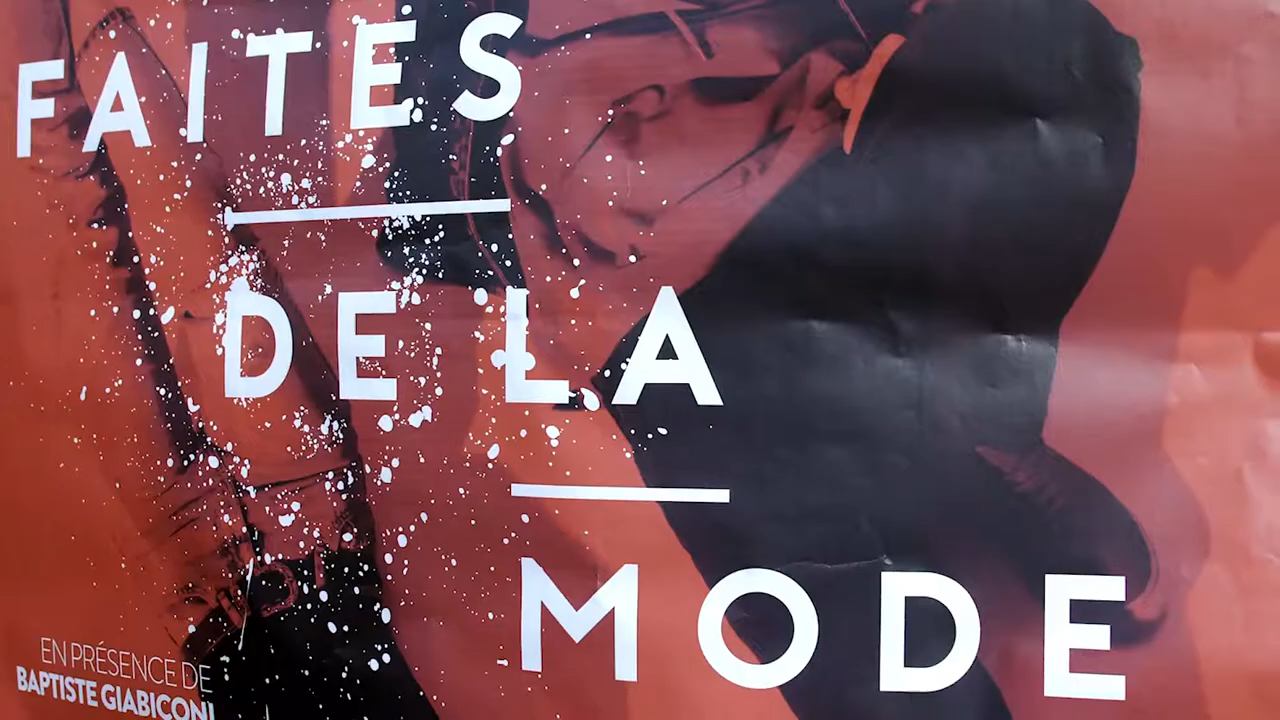 FAITES
DE LA
MODE
EN PRÉSENCE DE
BAPTISTE GIABICONI